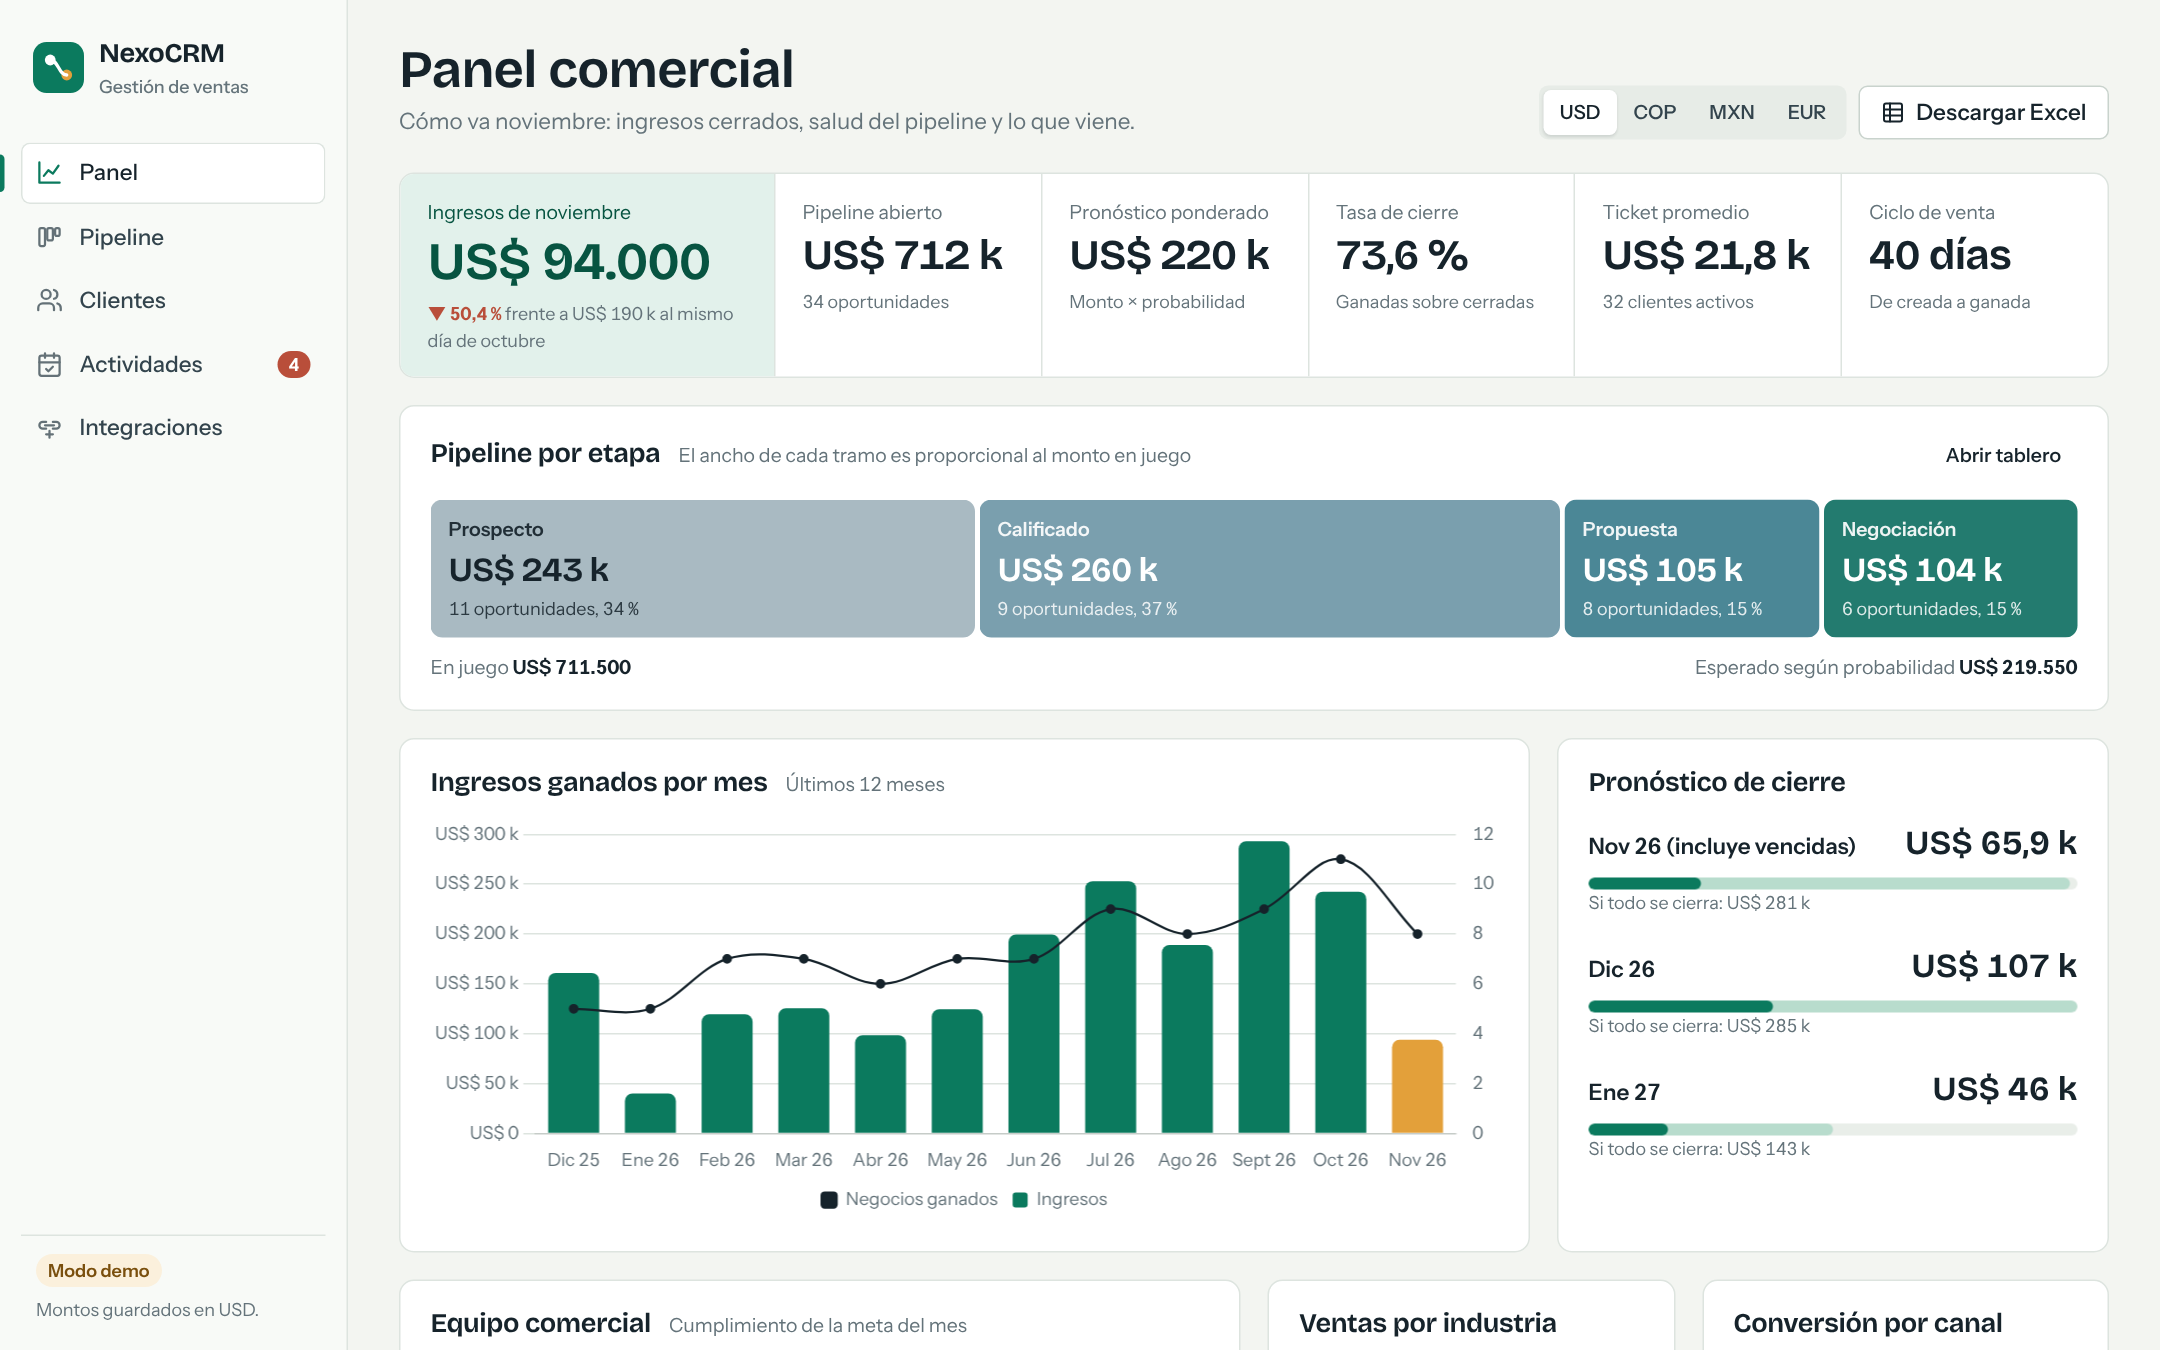 NexoCRM
Gestión de ventas
Panel
Pipeline
Clientes
Actividades
4
Integraciones
Modo demo
Montos guardados en USD.
Panel comercial
Cómo va noviembre: ingresos cerrados, salud del pipeline y lo que viene.
USD COP MXN EUR
Descargar Excel
Ingresos de noviembre
US$ 94.000
▼ 50,4 % frente a US$ 190 k al mismo
día de octubre
Pipeline abierto
US$ 712 k
34 oportunidades
Pronóstico ponderado
US$ 220 k
Monto × probabilidad
Tasa de cierre
73,6 %
Ganadas sobre cerradas
Ticket promedio
US$ 21,8 k
32 clientes activos
Ciclo de venta
40 días
De creada a ganada
Pipeline por etapa
El ancho de cada tramo es proporcional al monto en juego
Abrir tablero
Prospecto
US$ 243 k
11 oportunidades, 34 %
Calificado
US$ 260 k
9 oportunidades, 37 %
Propuesta
US$ 105 k
8 oportunidades, 15 %
Negociación
US$ 104 k
6 oportunidades, 15 %
En juego US$ 711.500
Esperado según probabilidad US$ 219.550
Ingresos ganados por mes
Últimos 12 meses
US$ 300 k
US$ 250 k
US$ 200 k
US$ 150 k
US$ 100 k
US$ 50 k
US$ 0
12
10
8
6
4
2
0
Dic 25 Ene 26 Feb 26 Mar 26 Abr 26 May 26 Jun 26 Jul 26 Ago 26 Sept 26 Oct 26 Nov 26
Negocios ganados
Ingresos
Pronóstico de cierre
Nov 26 (incluye vencidas) US$ 65,9 k
Si todo se cierra: US$ 281 k
Dic 26 US$ 107 k
Si todo se cierra: US$ 285 k
Ene 27 US$ 46 k
Si todo se cierra: US$ 143 k
Equipo comercial
Cumplimiento de la meta del mes
Ventas por industria
Conversión por canal